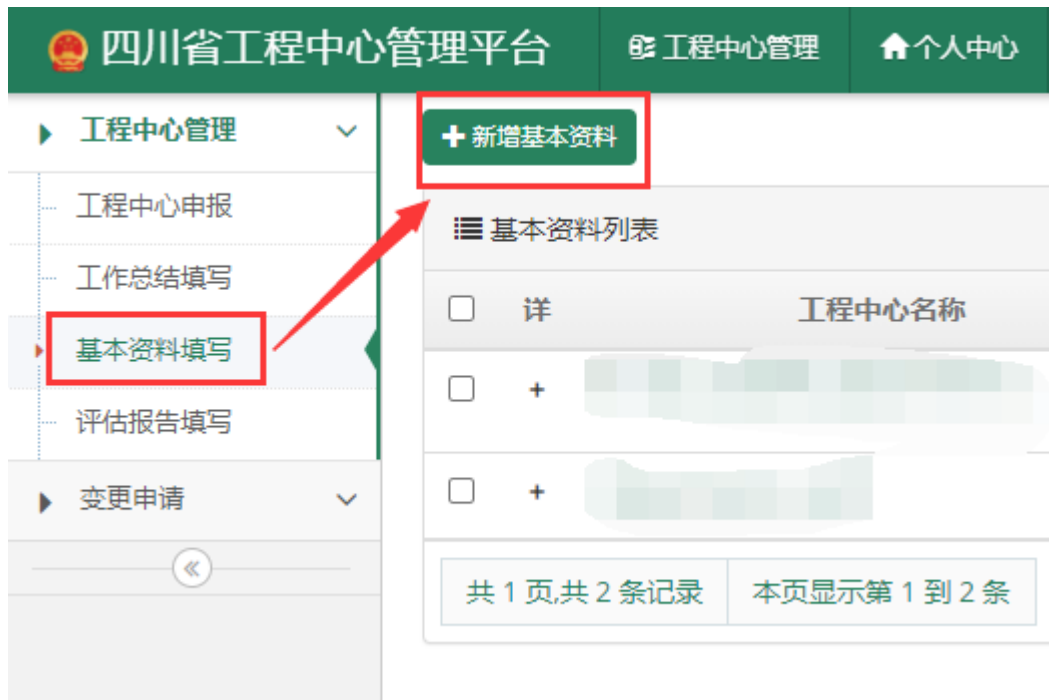 四川省工程中心管理平台
工程中心管理
个人中心
工程中心管理
工程中心申报
工作总结填写
基本资料填写
评估报告填写
变更申请
新增基本资料
基本资料列表
详 工程中心名称
+
+
共 1 页,共 2 条记录
本页显示第 1 到 2 条